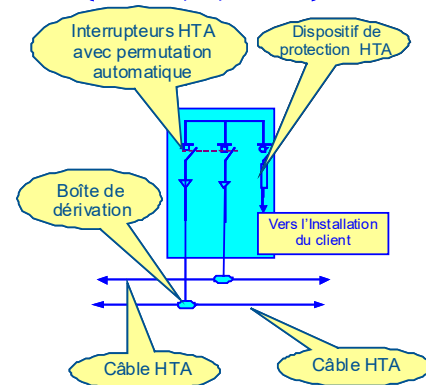 Interrupteurs HTA
avec permutation
automatique
Dispositif de
protection HTA
Boîte de
dérivation
Vers l'Installation
du client
Câble HTA
Câble HTA